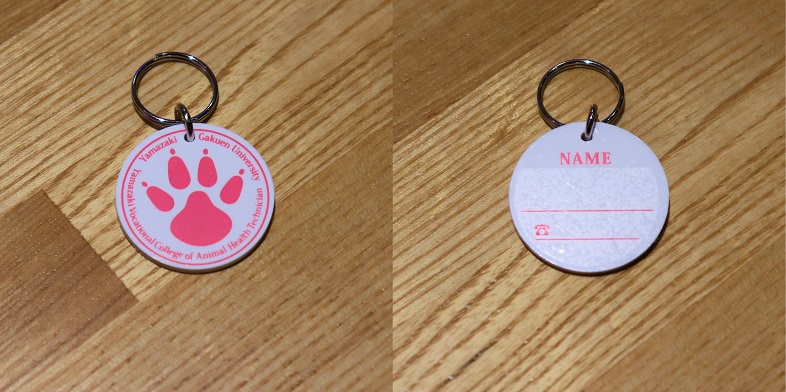 Yamazaki Gakuen University
Yamazaki Vocational College of Animal Health Technician
NAME
☎